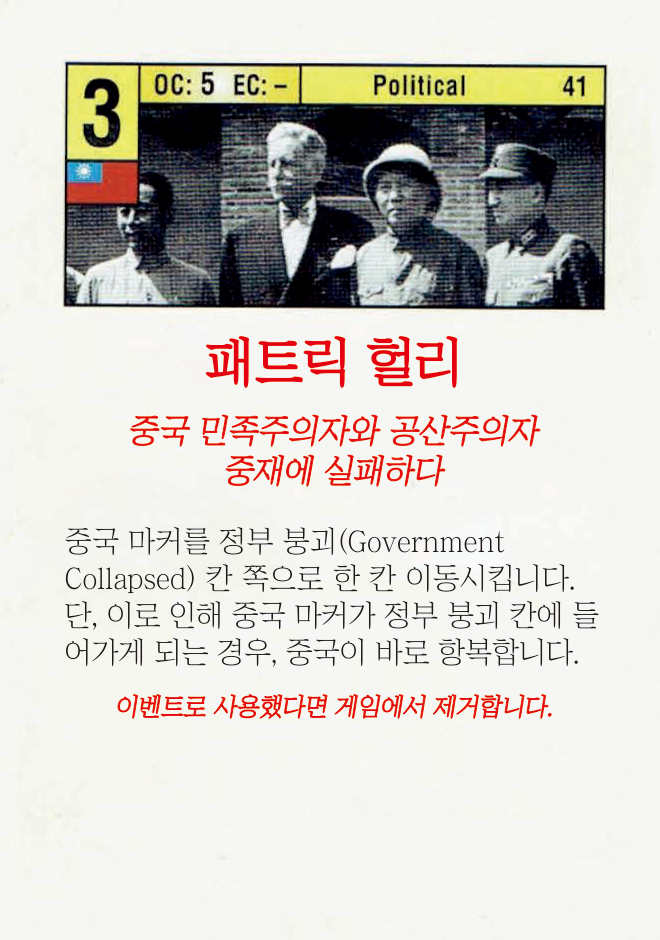 3
OC: 5 EC: – Political 41
패트릭 헐리
중국 민족주의자와 공산주의자
중재에 실패하다
중국 마커를 정부 붕괴(Government
Collapsed) 칸 쪽으로 한 칸 이동시킵니다.
단, 이로 인해 중국 마커가 정부 붕괴 칸에 들
어가게 되는 경우, 중국이 바로 항복합니다.
이벤트로 사용했다면 게임에서 제거합니다.